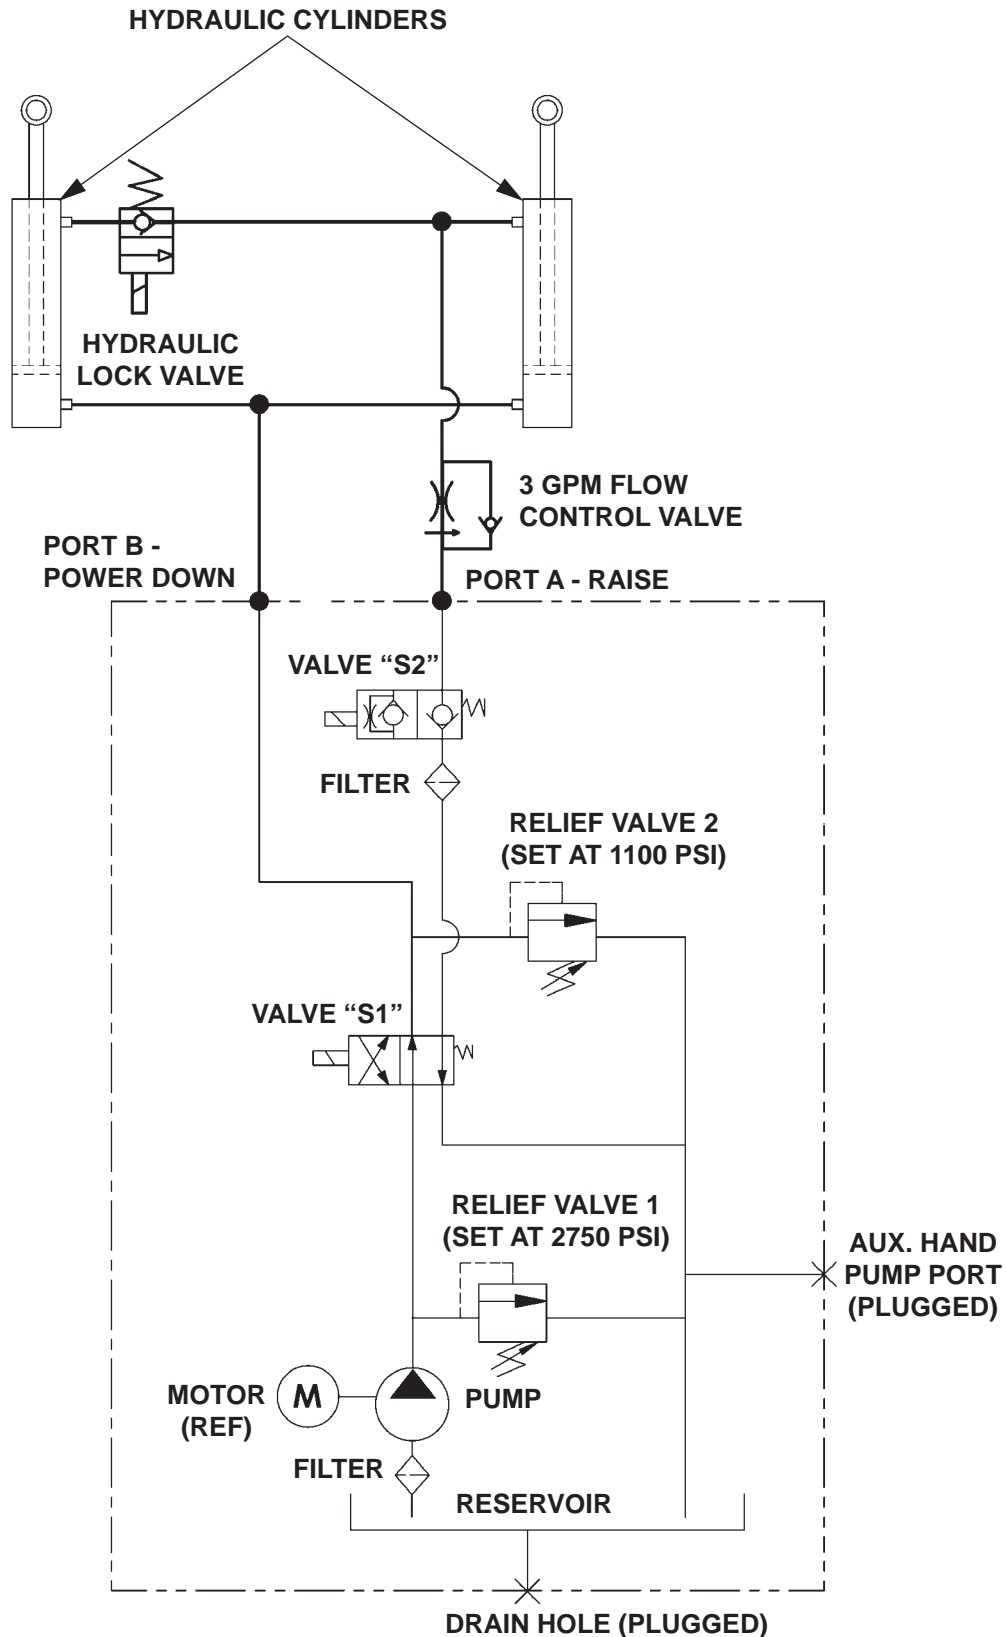 HYDRAULIC CYLINDERS
HYDRAULIC
LOCK VALVE
3 GPM FLOW
CONTROL VALVE
PORT B -
POWER DOWN
PORT A - RAISE
VALVE “S2”
FILTER
RELIEF VALVE 2
(SET AT 1100 PSI)
VALVE “S1”
RELIEF VALVE 1
(SET AT 2750 PSI)
AUX. HAND
PUMP PORT
(PLUGGED)
MOTOR
(REF)
M
PUMP
FILTER
RESERVOIR
DRAIN HOLE (PLUGGED)